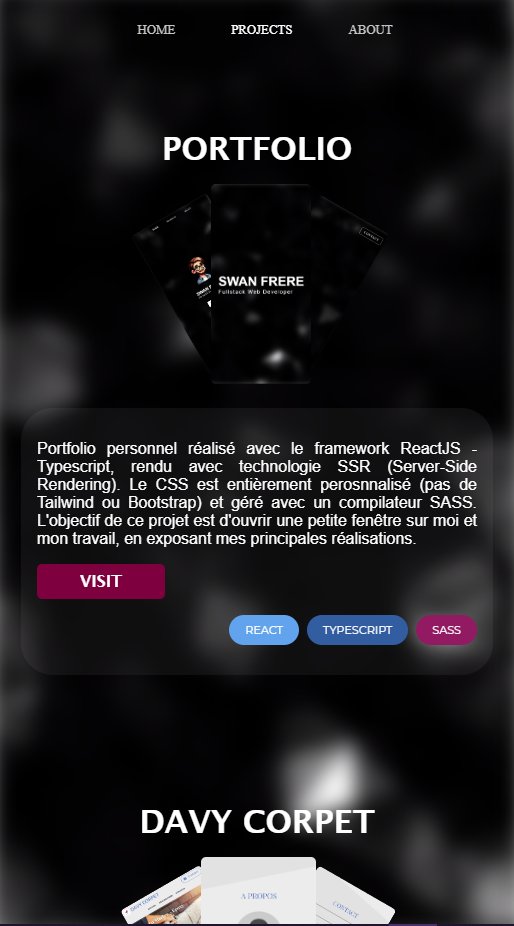 HOME PROJECTS ABOUT
PORTFOLIO
CONTACT
SWAN FRERE
Fullstack Web Developer
Portfolio personnel réalisé avec le framework ReactJS -
Typescript, rendu avec technologie SSR (Server-Side
Rendering). Le CSS est entièrement perosnnalisé (pas de
Tailwind ou Bootstrap) et géré avec un compilateur SASS.
L'objectif de ce projet est d'ouvrir une petite fenêtre sur moi et
mon travail, en exposant mes principales réalisations.
VISIT
REACT TYPESCRIPT SASS
DAVY CORPET
DAVY CORPET
A PROPOS
CONTACT